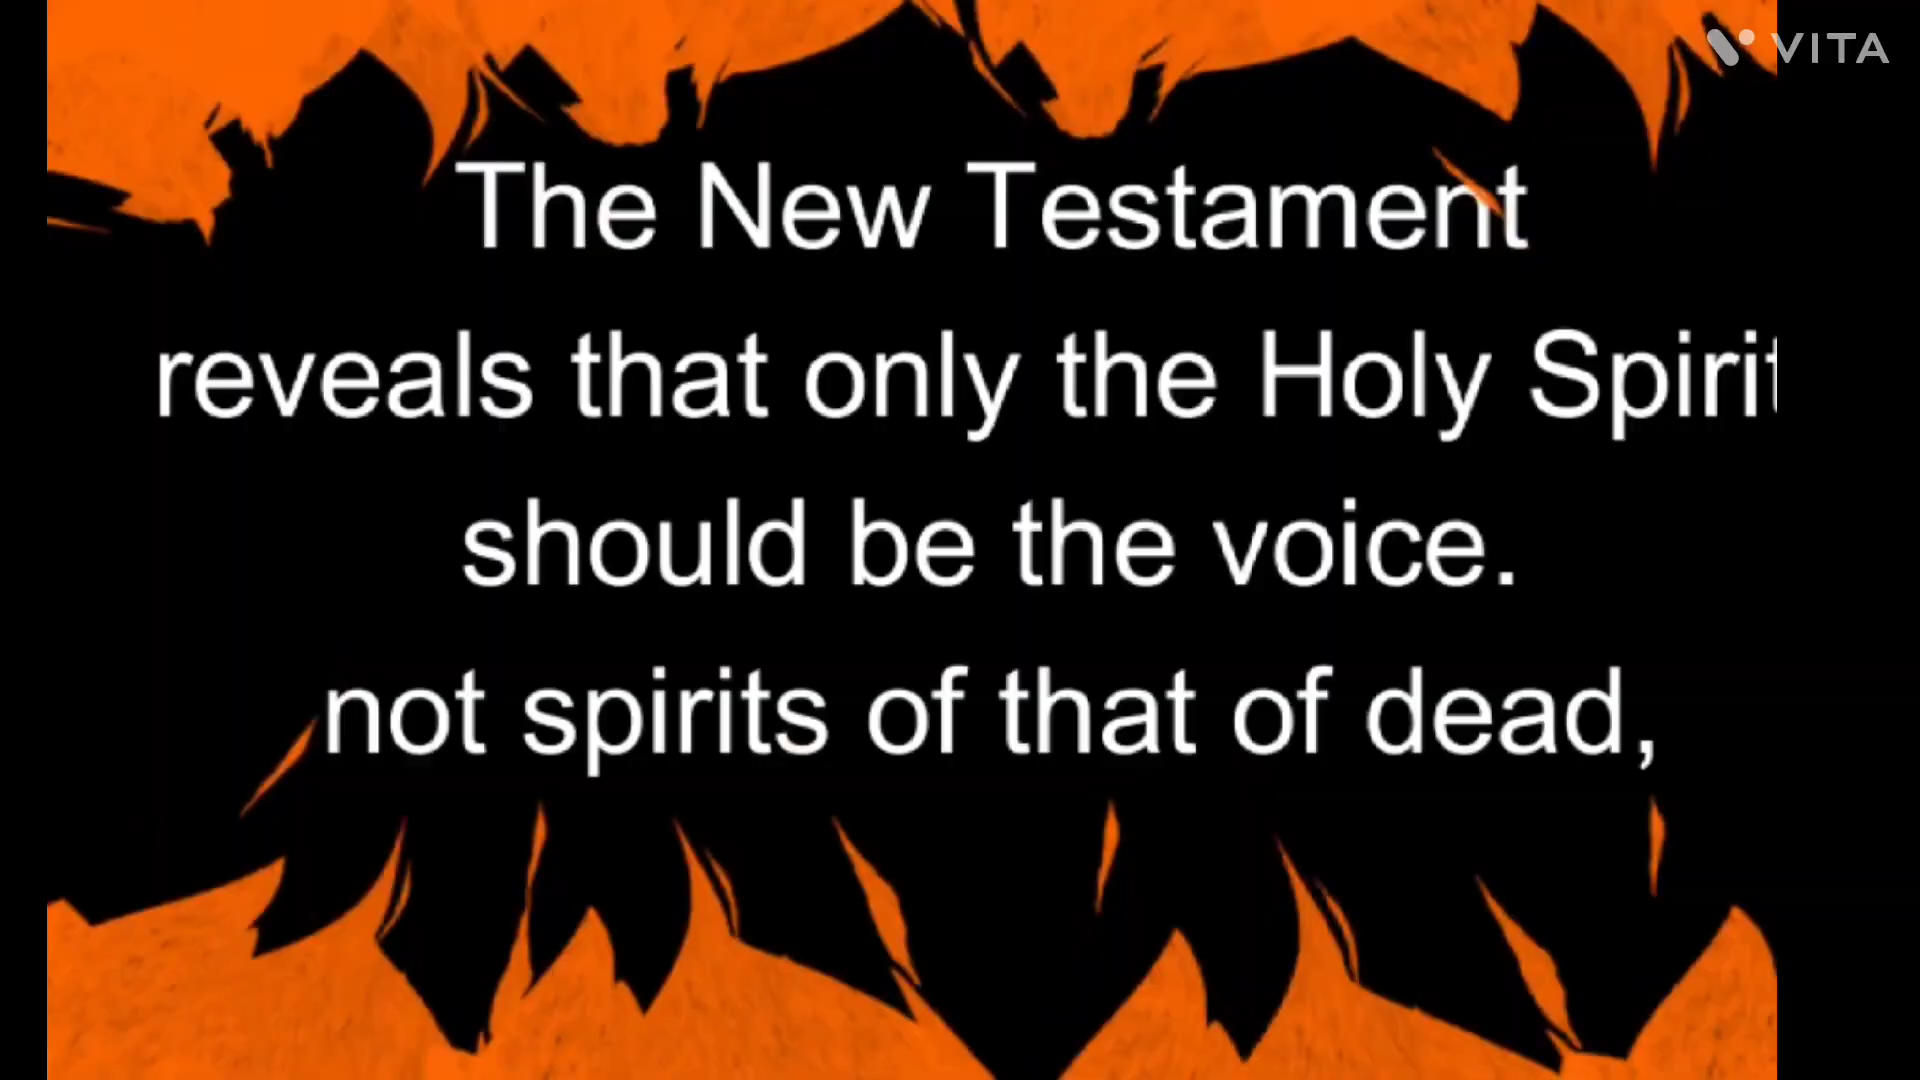 VITA
The New Testament
reveals that only the Holy Spirit
should be the voice.
not spirits of that of dead,